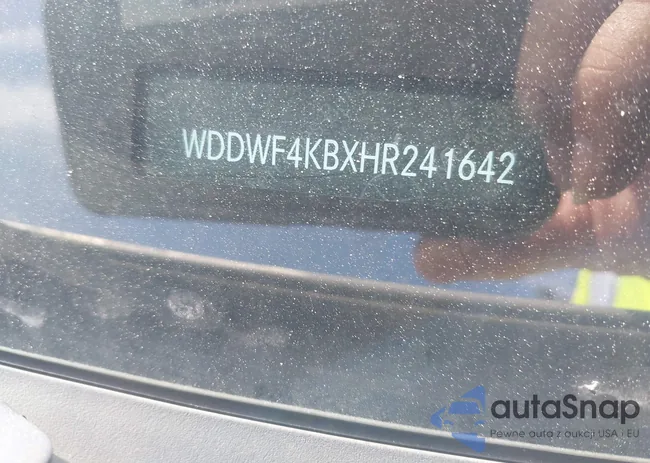 WDDWF4KBXHR241642
autaSnap
Pewne auta z aukcji USA i EU